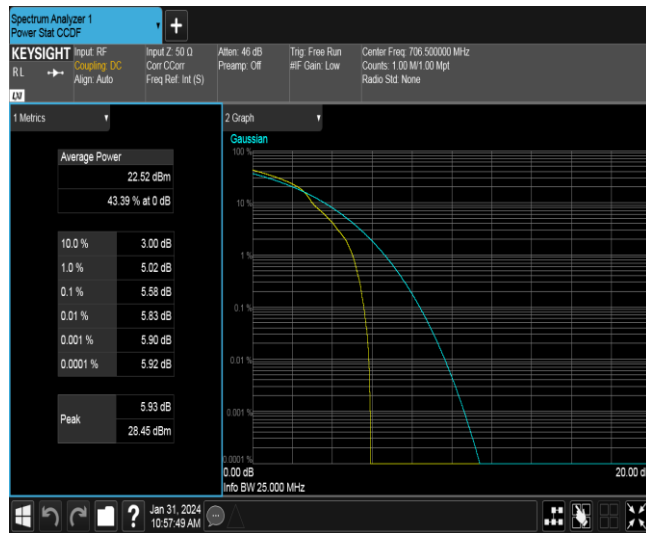 Spectrum Analyzer 1
Power Stat CCDF
+
KEYSIGHT
RL
LXI
Input: RF
Coupling: DC
Align: Auto
Input Z: 50 Ω
Corr CCorr
Freq Ref: Int (S)
Atten: 46 dB
Preamp: Off
Trig: Free Run
#IF Gain: Low
Center Freq: 706.500000 MHz
Counts: 1.00 M/1.00 Mpt
Radio Std: None
1 Metrics
Average Power
22.52 dBm
43.39 % at 0 dB
10.0 % 3.00 dB
1.0 % 5.02 dB
0.1 % 5.58 dB
0.01 % 5.83 dB
0.001 % 5.90 dB
0.0001 % 5.92 dB
Peak
5.93 dB
28.45 dBm
2 Graph
Gaussian
100 %
10 %
1 %
0.1 %
0.01 %
0.001 %
0.0001 %
0.00 dB
20.00 d
Info BW 25.000 MHz
?
Jan 31, 2024
10:57:49 AM